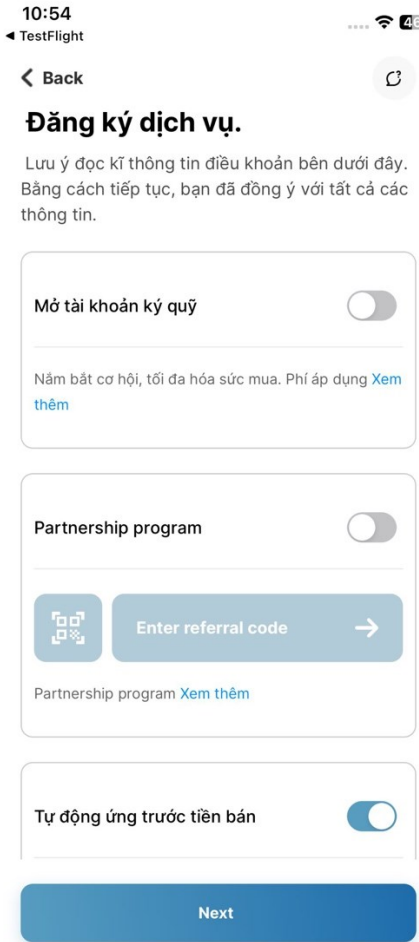 10:54
◀ TestFlight
Back
Đăng ký dịch vụ.
Lưu ý đọc kĩ thông tin điều khoản bên dưới đây.
Bằng cách tiếp tục, bạn đã đồng ý với tất cả các
thông tin.
Mở tài khoản ký quỹ
Nắm bắt cơ hội, tối đa hóa sức mua. Phí áp dụng Xem
thêm
Partnership program
Enter referral code
Partnership program Xem thêm
Tự động ứng trước tiền bán
Next